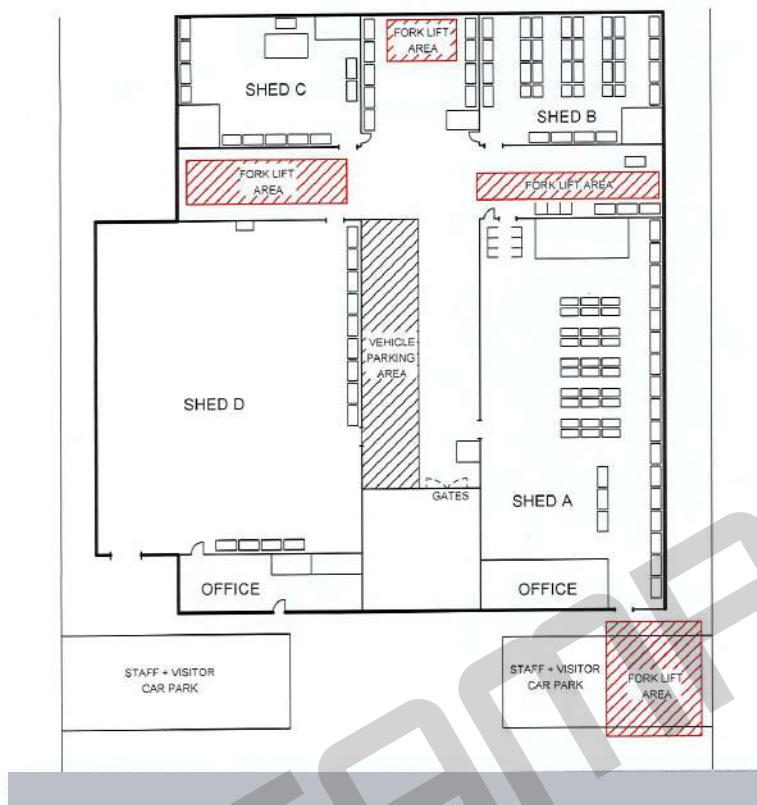 FORK LIFT
AREA
SHED C
SHED B
FORK LIFT
AREA
FORK LIFT AREA
VEHICLE
PARKING
AREA
SHED D
GATES
SHED A
OFFICE
OFFICE
STAFF + VISITOR
CAR PARK
STAFF + VISITOR
CAR PARK
FORK LIFT
AREA